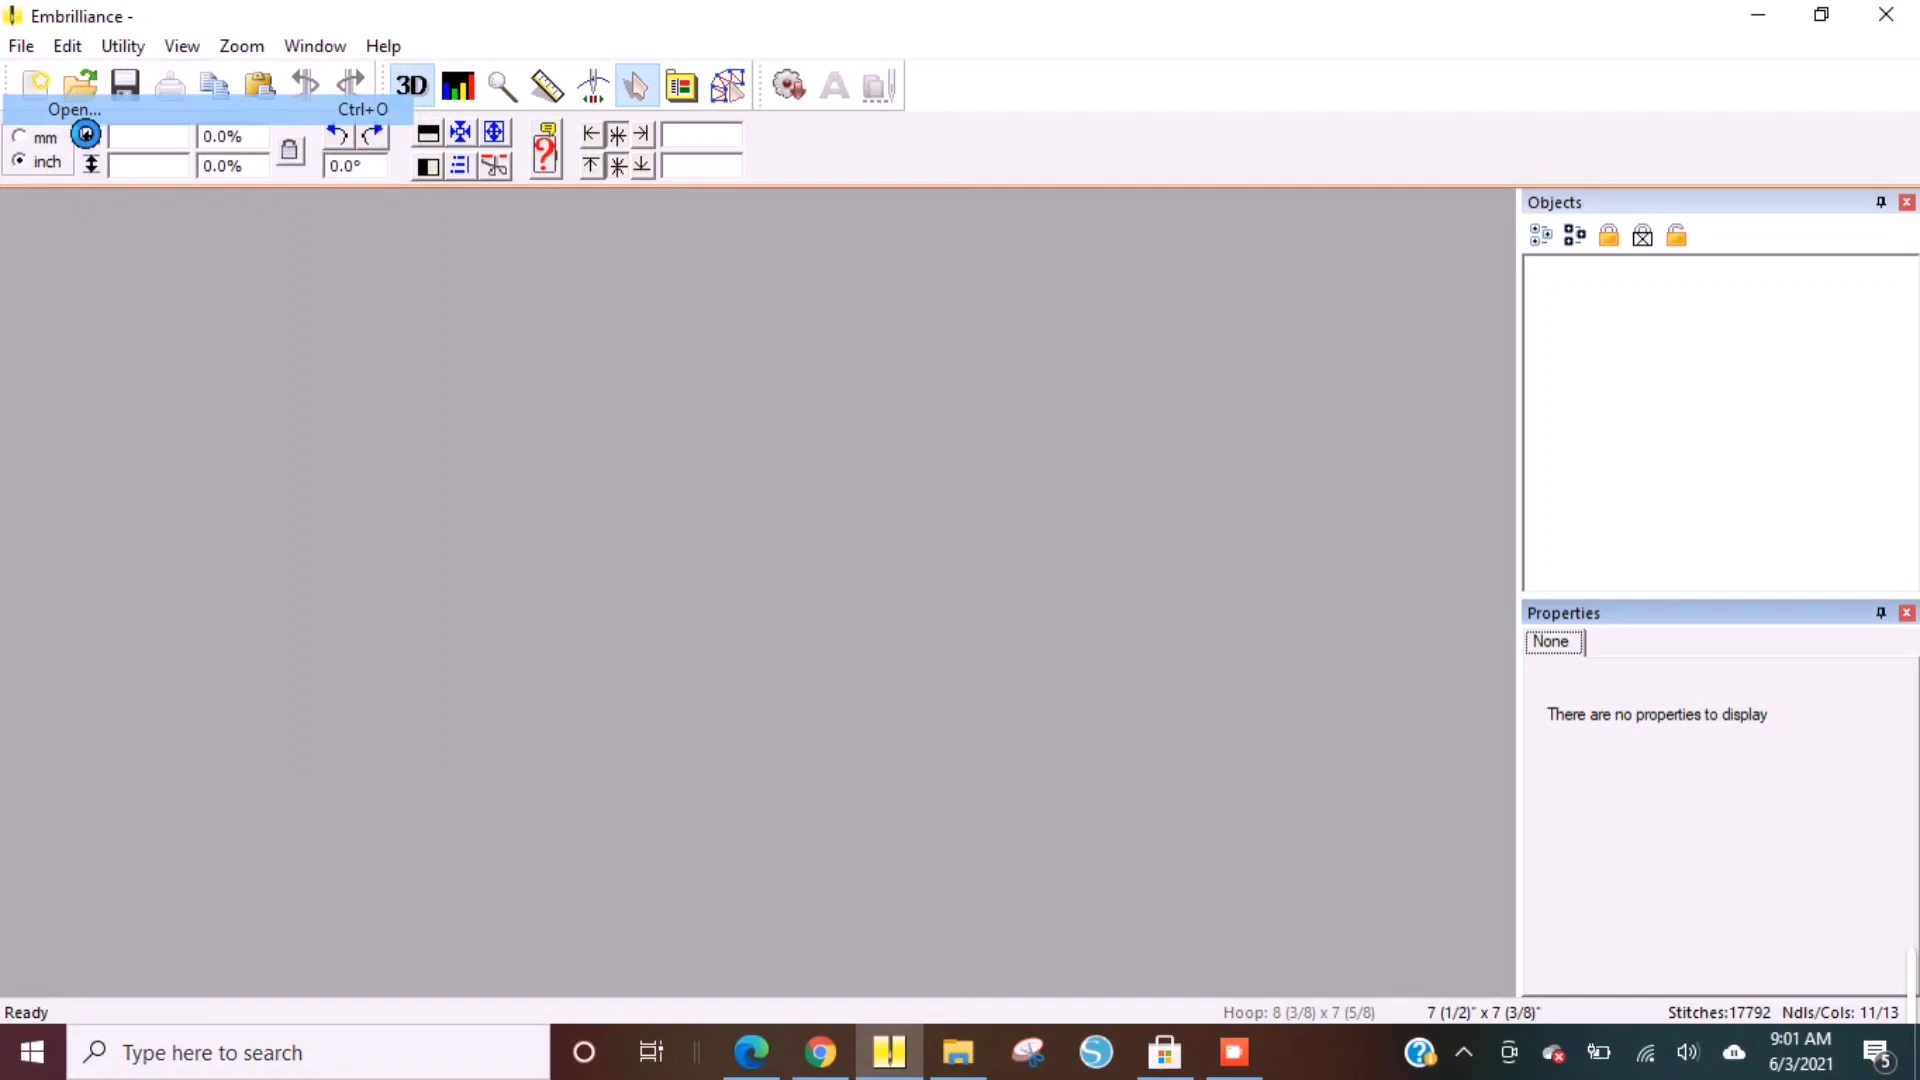 Embrilliance -
File Edit Utility View Zoom Window Help
3D A
Open... Ctrl+O
mm 0.0%
inch 0.0% 0.0°
Objects
Properties
None
There are no properties to display
Ready Hoop: 8 (3/8) x 7 (5/8) 7 (1/2)" x 7 (3/8)" Stitches:17792 Ndls/Cols: 11/13
Type here to search
9:01 AM
6/3/2021
5